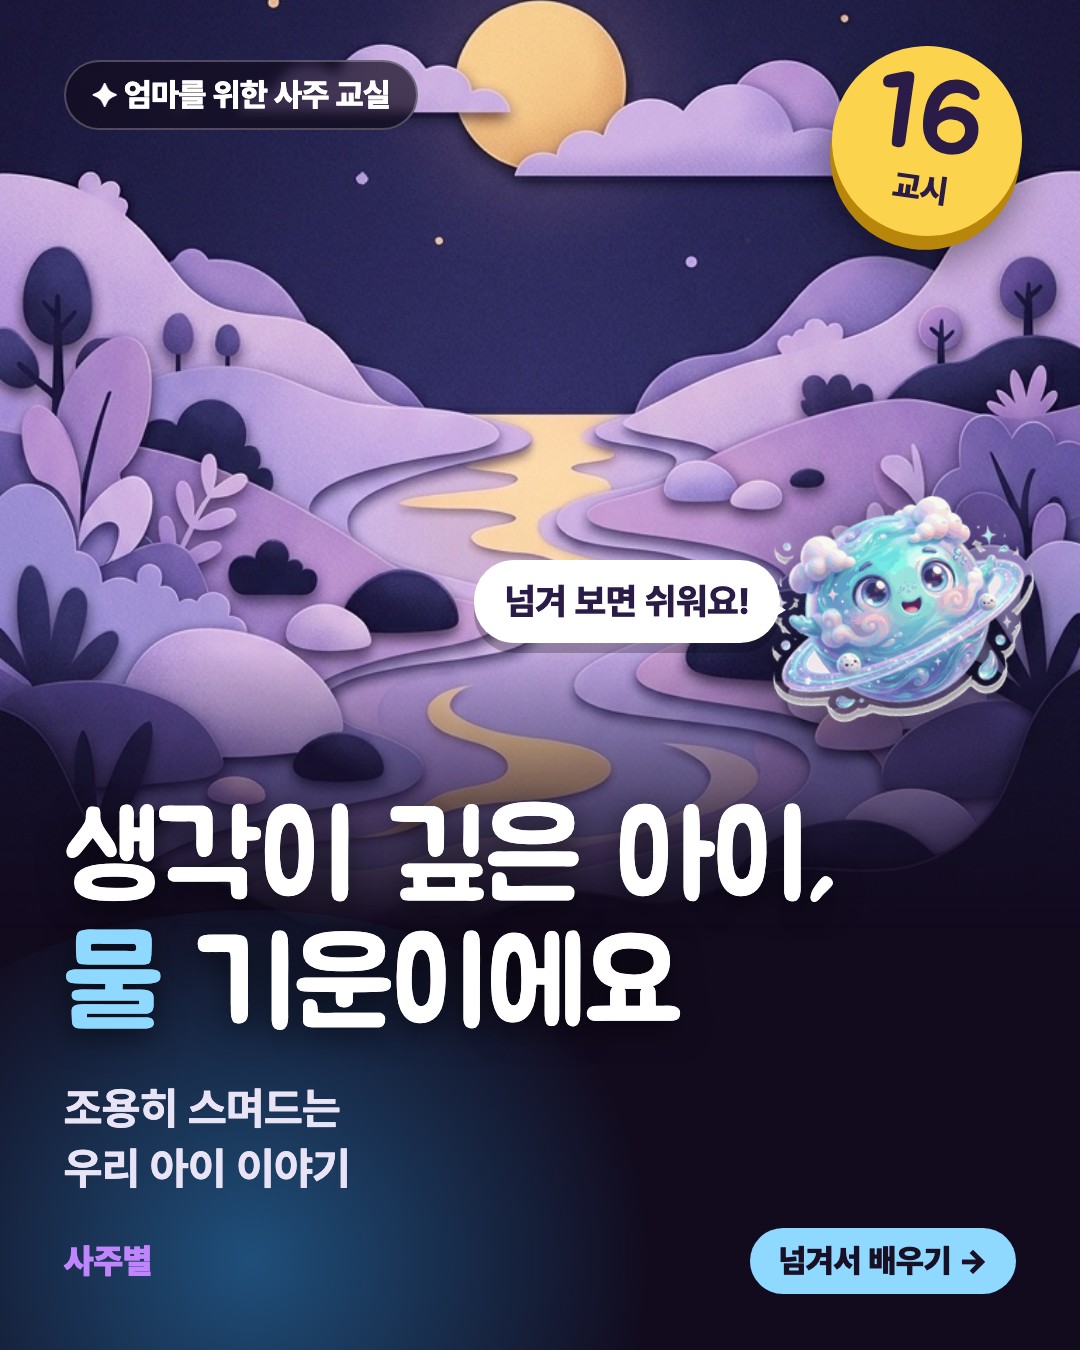 ✦ 엄마를 위한 사주 교실
16
교시
넘겨 보면 쉬워요!
생각이 깊은 아이,
물 기운이에요
조용히 스며드는
우리 아이 이야기
사주별
넘겨서 배우기 →